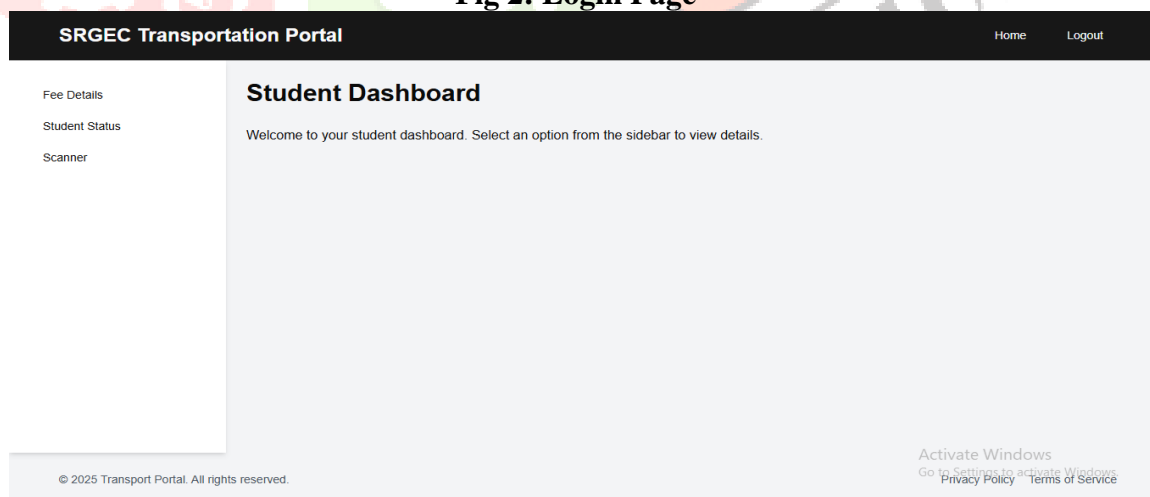 Fig 2: Login Page
SRGEC Transportation Portal
Home Logout
Fee Details
Student Status
Scanner
Student Dashboard
Welcome to your student dashboard. Select an option from the sidebar to view details.
Activate Windows
Go to Settings to activate Windows.
© 2025 Transport Portal. All rights reserved.
Privacy Policy Terms of Service